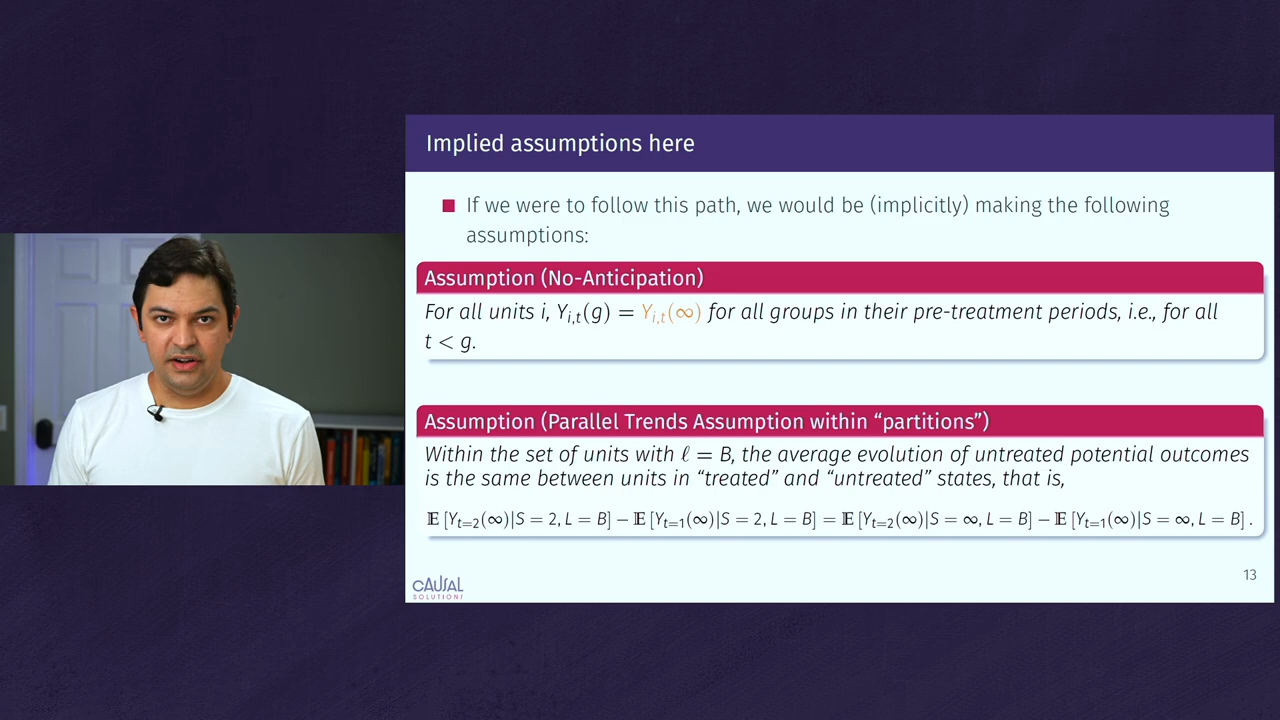 Implied assumptions here
■ If we were to follow this path, we would be (implicitly) making the following
assumptions:
Assumption (No-Anticipation)
For all units i, Y_{i,t}(g) = Y_{i,t}(∞) for all groups in their pre-treatment periods, i.e., for all
t < g.
Assumption (Parallel Trends Assumption within “partitions”)
Within the set of units with ℓ = B, the average evolution of untreated potential outcomes
is the same between units in “treated” and “untreated” states, that is,
𝔼 [Y_{t=2}(∞)|S = 2, L = B] − 𝔼 [Y_{t=1}(∞)|S = 2, L = B] = 𝔼 [Y_{t=2}(∞)|S = ∞, L = B] − 𝔼 [Y_{t=1}(∞)|S = ∞, L = B] .
13
CAUSAL
SOLUTIONS